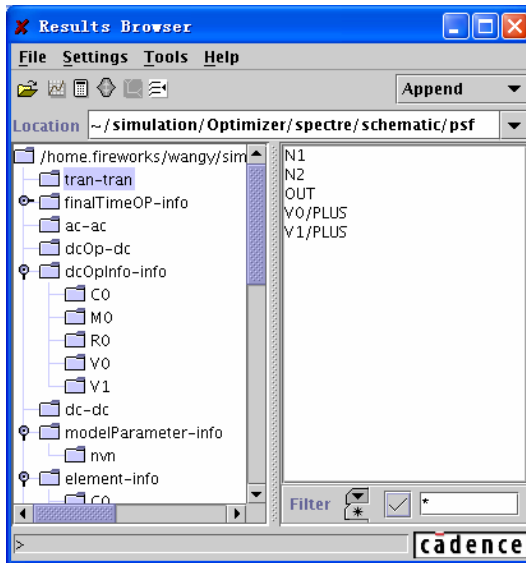 Results Browser
File Settings Tools Help
Append
Location ~/simulation/Optimizer/spectre/schematic/psf
/home.fireworks/wangy/sim
tran-tran
finalTimeOP-info
ac-ac
dcOp-dc
dcOpInfo-info
C0
M0
R0
V0
V1
dc-dc
modelParameter-info
nvn
element-info
C0
N1
N2
OUT
V0/PLUS
V1/PLUS
Filter *
>
cādence